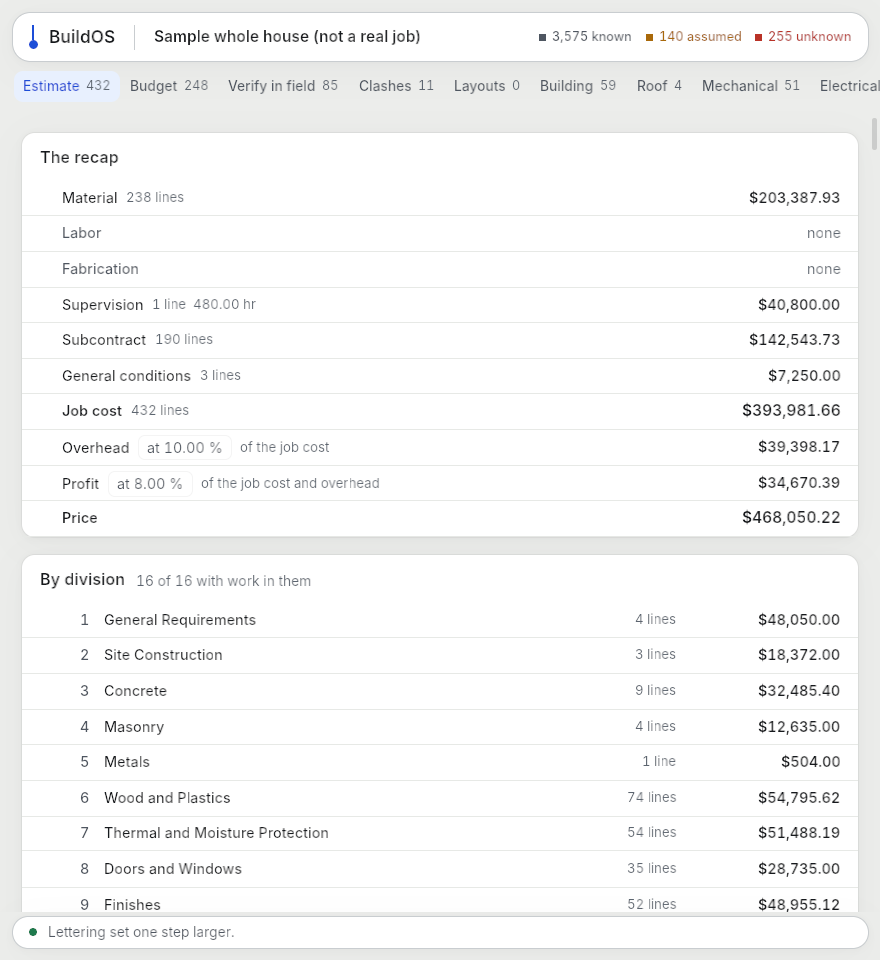 BuildOS Sample whole house (not a real job) 3,575 known 140 assumed 255 unknown
Estimate 432 Budget 248 Verify in field 85 Clashes 11 Layouts 0 Building 59 Roof 4 Mechanical 51 Electrical
The recap
Material 238 lines $203,387.93
Labor none
Fabrication none
Supervision 1 line 480.00 hr $40,800.00
Subcontract 190 lines $142,543.73
General conditions 3 lines $7,250.00
Job cost 432 lines $393,981.66
Overhead at 10.00 % of the job cost $39,398.17
Profit at 8.00 % of the job cost and overhead $34,670.39
Price $468,050.22
By division 16 of 16 with work in them
1 General Requirements 4 lines $48,050.00
2 Site Construction 3 lines $18,372.00
3 Concrete 9 lines $32,485.40
4 Masonry 4 lines $12,635.00
5 Metals 1 line $504.00
6 Wood and Plastics 74 lines $54,795.62
7 Thermal and Moisture Protection 54 lines $51,488.19
8 Doors and Windows 35 lines $28,735.00
9 Finishes 52 lines $48,955.12
Lettering set one step larger.